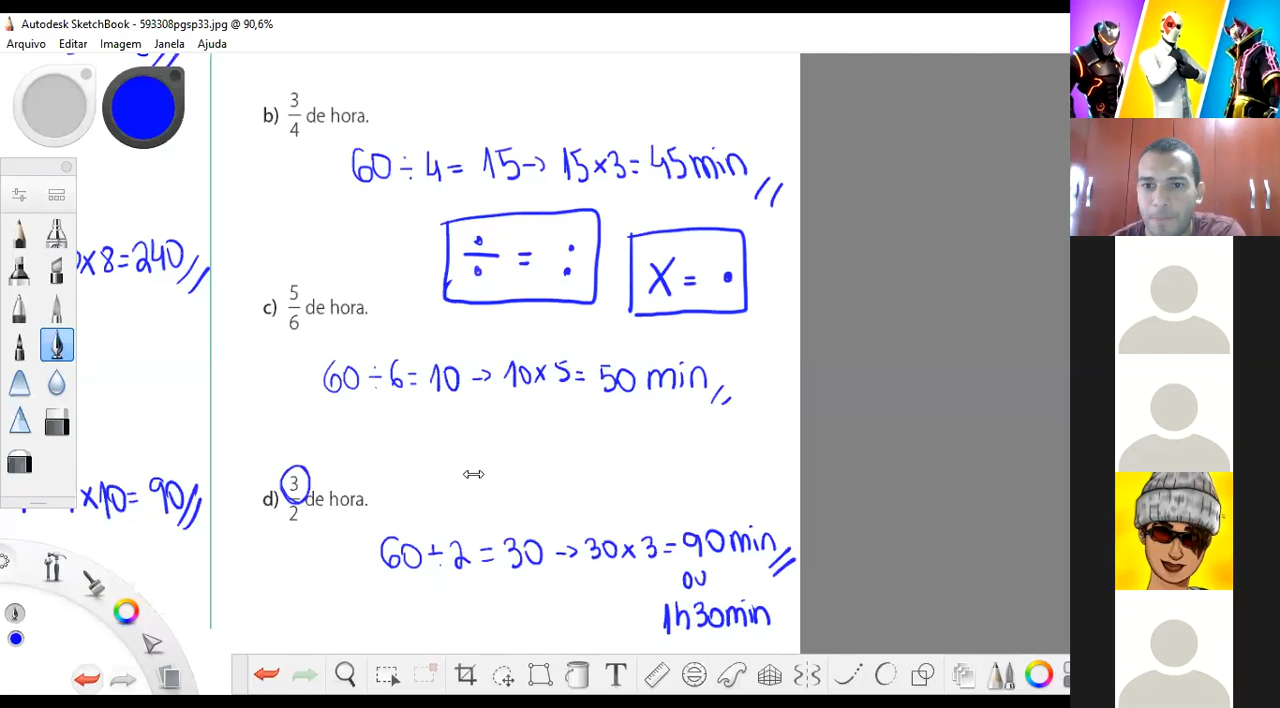 Autodesk SketchBook - 593308pgsp33.jpg @ 90,6%
Arquivo Editar Imagem Janela Ajuda
b) 3/4 de hora.
60 ÷ 4 = 15 → 15 x 3 = 45 min //
x 8 = 240 //
÷ = :
X = •
c) 5/6 de hora.
60 ÷ 6 = 10 → 10 x 5 = 50 min //
x 10 = 90 //
d) 3/2 de hora.
60 ÷ 2 = 30 → 30 x 3 = 90 min //
ou
1h30min
T